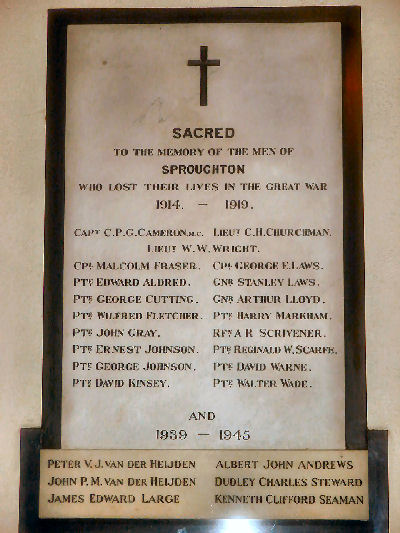 SACRED
TO THE MEMORY OF THE MEN OF
SPROUGHTON
WHO LOST THEIR LIVES IN THE GREAT WAR
1914. — 1919.
CAPT C.P.G. CAMERON M.C. LIEUT C.H. CHURCHMAN.
LIEUT W.W. WRIGHT.
CPL MALCOLM FRASER. CPL GEORGE E. LAWS.
PTE EDWARD ALDRED. GNR STANLEY LAWS.
PTE GEORGE CUTTING. GNR ARTHUR LLOYD.
PTE WILFRED FLETCHER. PTE HARRY MARKHAM.
PTE JOHN GRAY. RFN A R SCRIVENER.
PTE ERNEST JOHNSON. PTE REGINALD W. SCARFE.
PTE GEORGE JOHNSON. PTE DAVID WARNE.
PTE DAVID KINSEY. PTE WALTER WADE.
AND
1939 — 1945
PETER V.J. VAN DER HEIJDEN ALBERT JOHN ANDREWS
JOHN P.M. VAN DER HEIJDEN DUDLEY CHARLES STEWARD
JAMES EDWARD LARGE KENNETH CLIFFORD SEAMAN